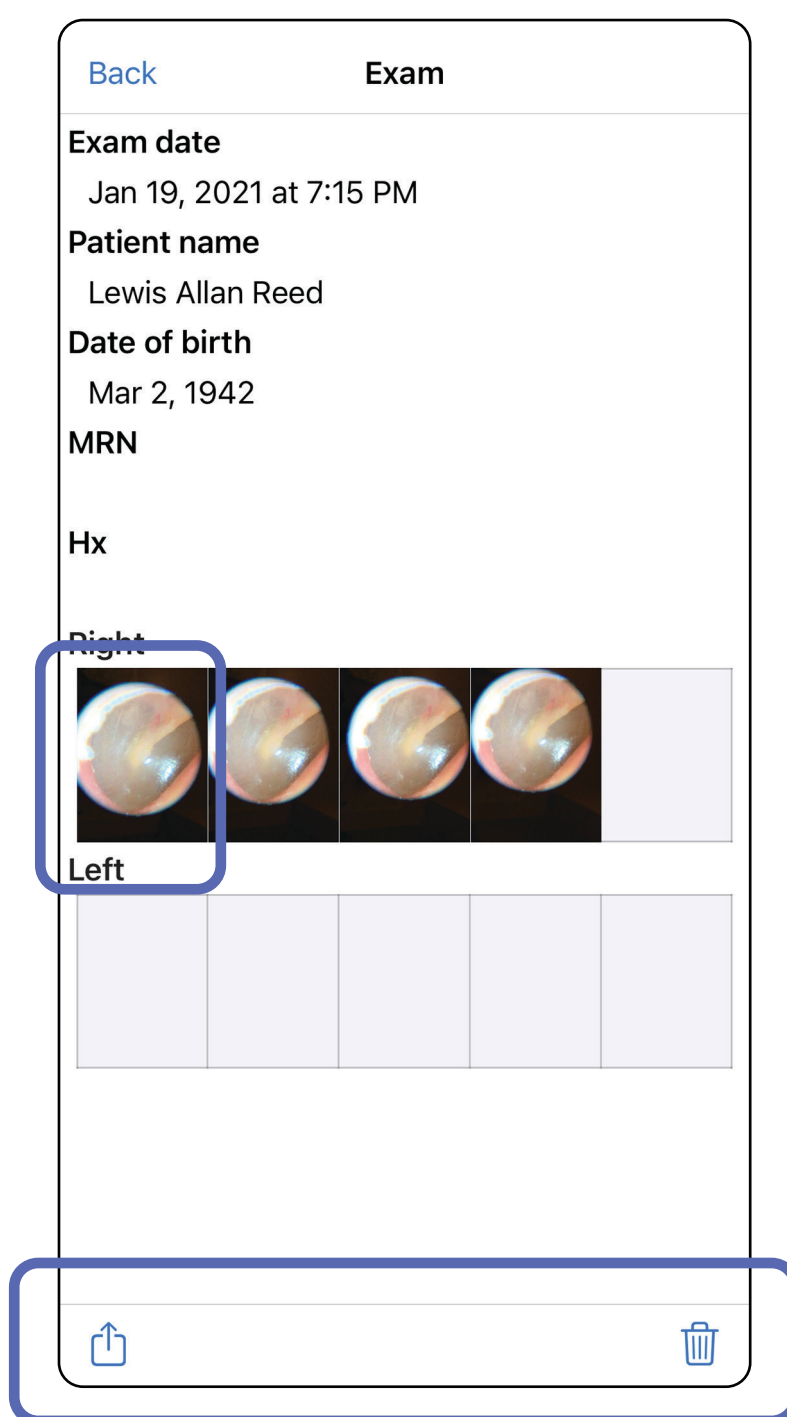 Back
Exam
Exam date
Jan 19, 2021 at 7:15 PM
Patient name
Lewis Allan Reed
Date of birth
Mar 2, 1942
MRN
Hx
Right
Left